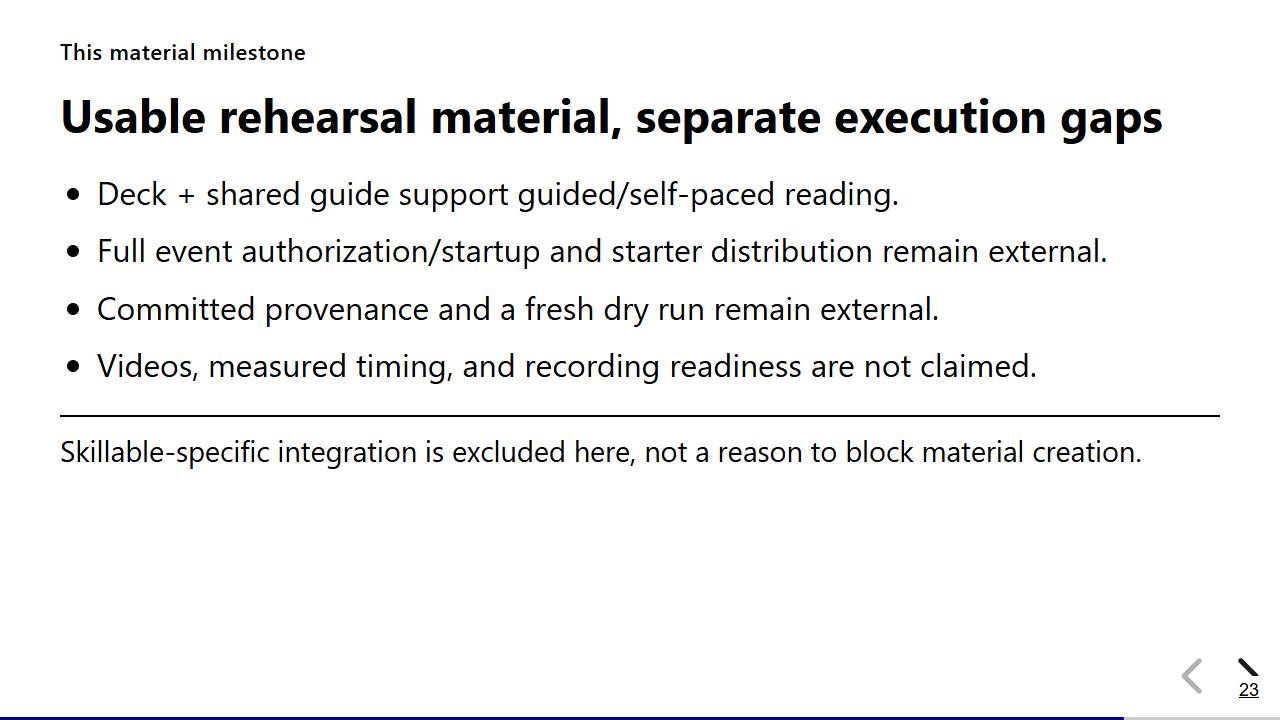 This material milestone
Usable rehearsal material, separate execution gaps
Deck + shared guide support guided/self-paced reading.
Full event authorization/startup and starter distribution remain external.
Committed provenance and a fresh dry run remain external.
Videos, measured timing, and recording readiness are not claimed.
Skillable-specific integration is excluded here, not a reason to block material creation.
23